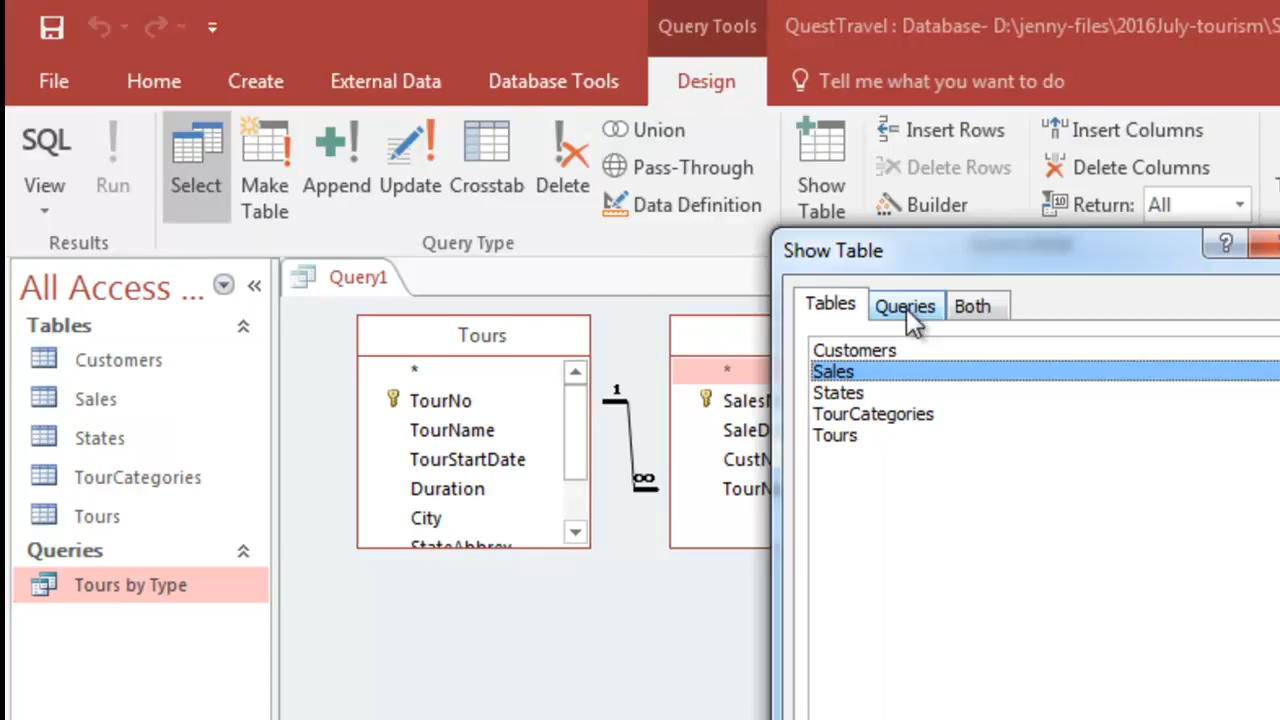 Query Tools
QuestTravel : Database- D:\jenny-files\2016July-tourism\S
File
Home
Create
External Data
Database Tools
Design
Tell me what you want to do
SQL
View
Run
Select
Make
Table
Append
Update
Crosstab
Delete
Union
Pass-Through
Data Definition
Show
Table
Insert Rows
Delete Rows
Builder
Insert Columns
Delete Columns
Return: All
Results
Query Type
All Access ...
Tables
Customers
Sales
States
TourCategories
Tours
Queries
Tours by Type
Query1
Tours
*
TourNo
TourName
TourStartDate
Duration
City
StateAbbrev
1
∞
*
SalesN
SaleD
CustN
TourN
Show Table
Tables
Queries
Both
Customers
Sales
States
TourCategories
Tours